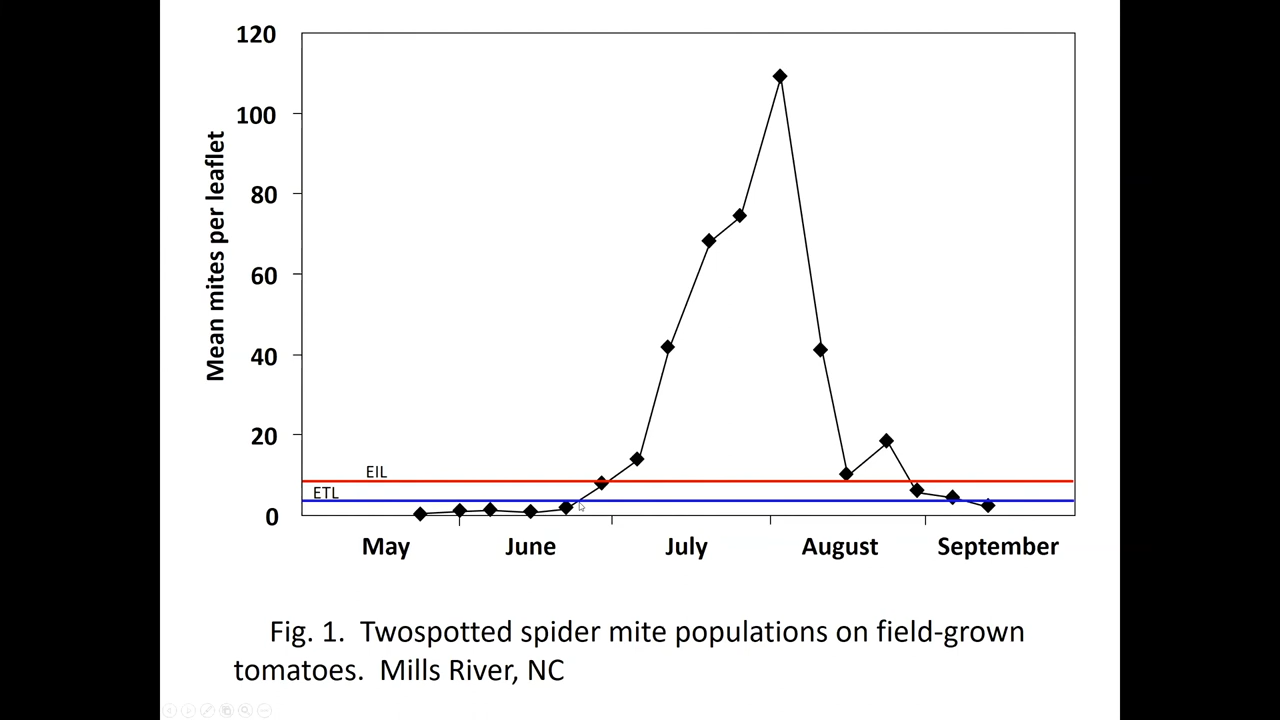 120
100
80
60
40
20
0
Mean mites per leaflet
EIL
ETL
May June July August September
Fig. 1. Twospotted spider mite populations on field-grown
tomatoes. Mills River, NC